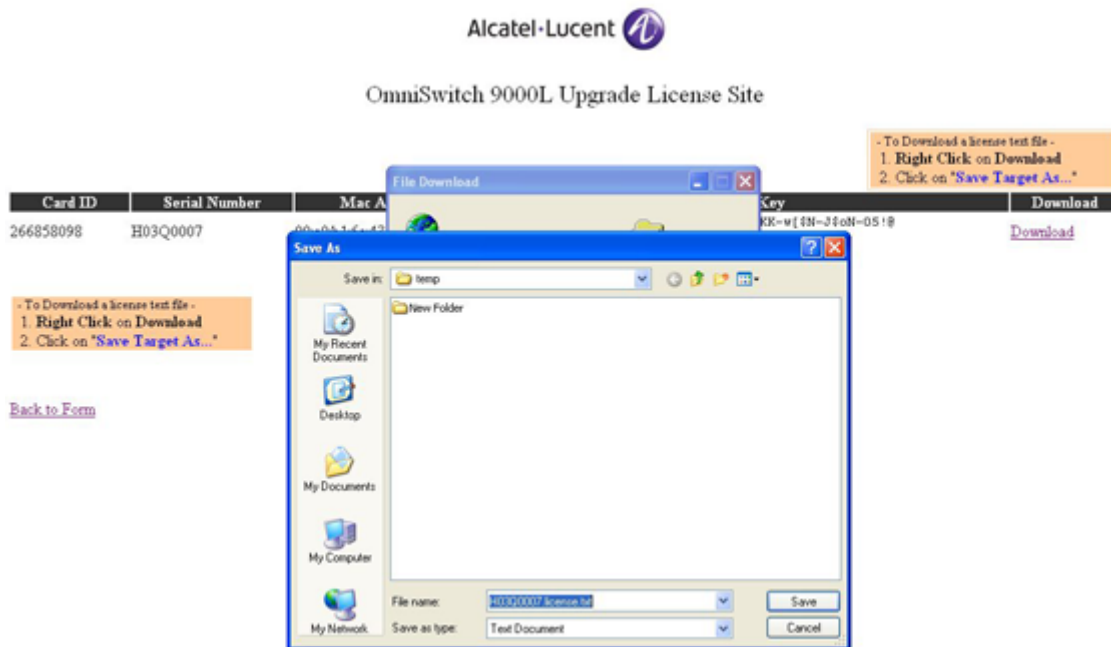 Alcatel·Lucent
OmniSwitch 9000L Upgrade License Site
- To Download a license text file -
1. Right Click on Download
2. Click on "Save Target As..."
File Download
Card ID Serial Number Mac A Key Download
266858098 H03Q0007 Download
Save As
Save in: temp
New Folder
My Recent
Documents
Desktop
My Documents
My Computer
My Network
File name: H03Q0007.license.txt Save
Save as type: Text Document Cancel
- To Download a license text file -
1. Right Click on Download
2. Click on "Save Target As..."
Back to Form